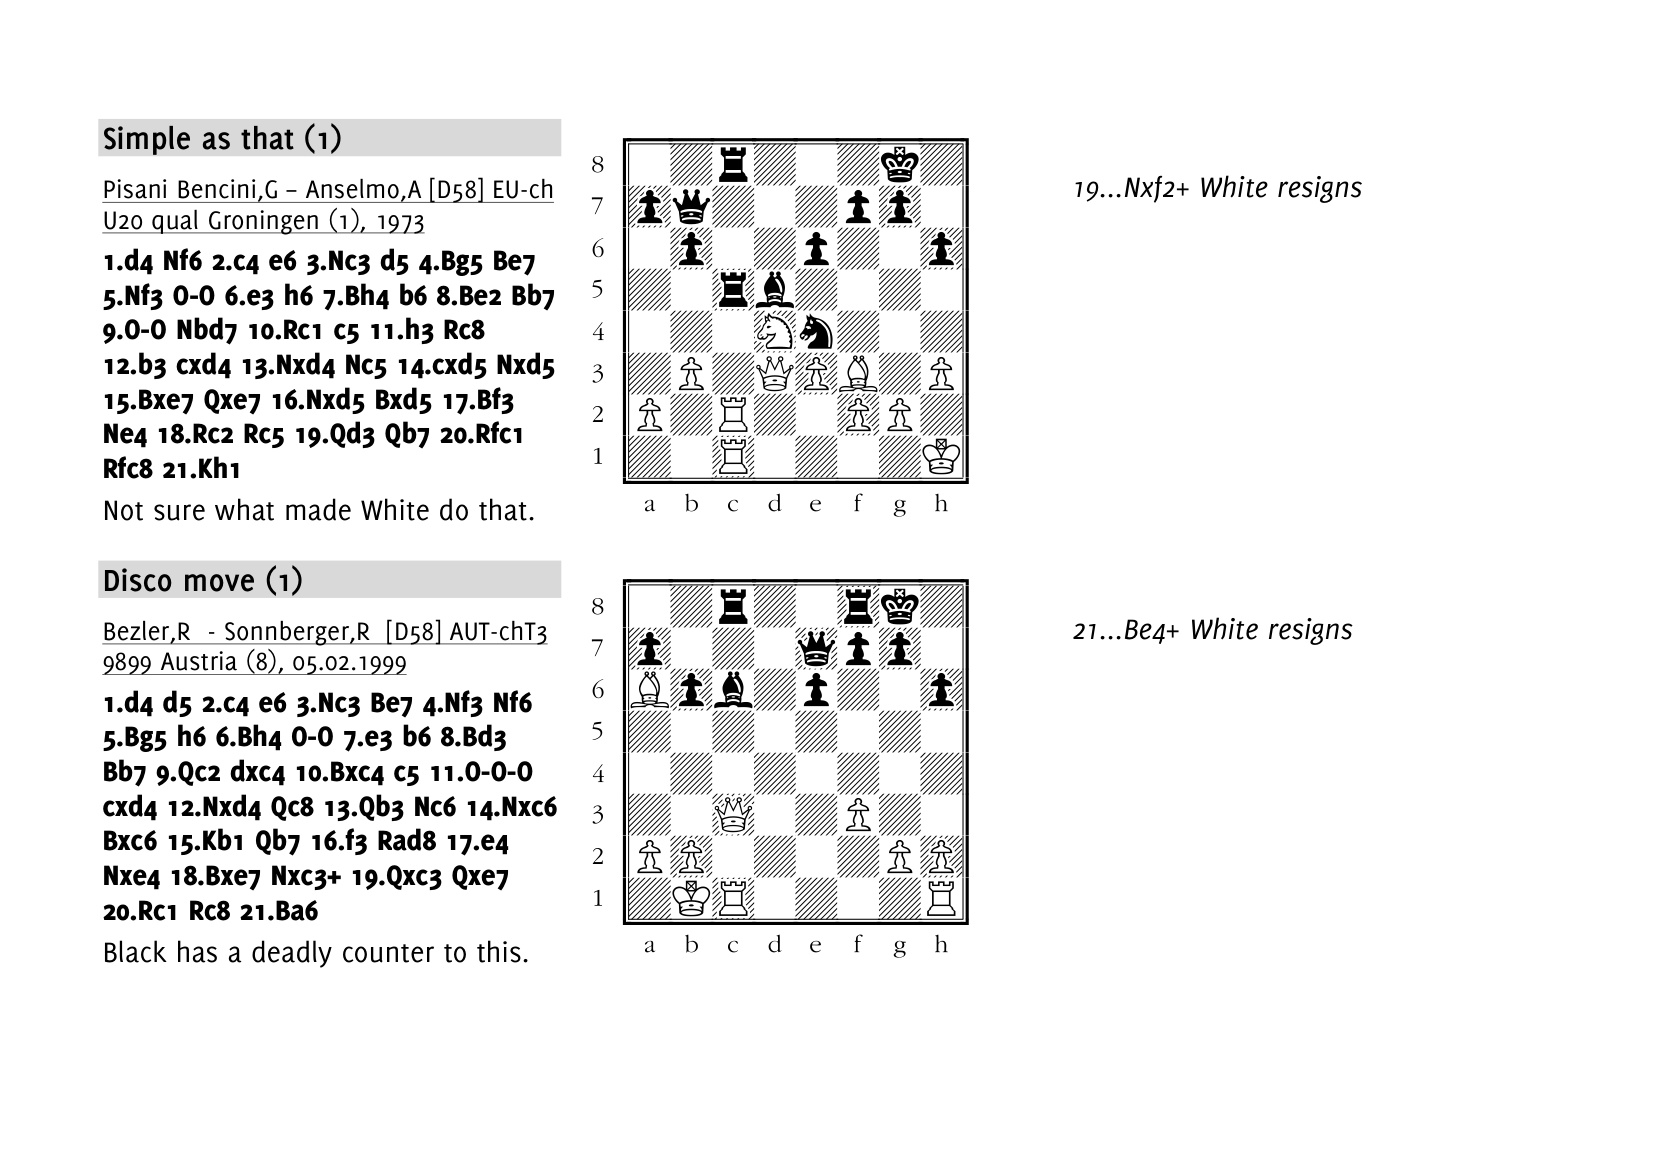 Simple as that (1)
Pisani Bencini,G – Anselmo,A [D58] EU-ch
U20 qual Groningen (1), 1973
1.d4 Nf6 2.c4 e6 3.Nc3 d5 4.Bg5 Be7
5.Nf3 0-0 6.e3 h6 7.Bh4 b6 8.Be2 Bb7
9.0-0 Nbd7 10.Rc1 c5 11.h3 Rc8
12.b3 cxd4 13.Nxd4 Nc5 14.cxd5 Nxd5
15.Bxe7 Qxe7 16.Nxd5 Bxd5 17.Bf3
Ne4 18.Rc2 Rc5 19.Qd3 Qb7 20.Rfc1
Rfc8 21.Kh1
Not sure what made White do that.
8
7
6
5
4
3
2
1
a b c d e f g h
19...Nxf2+ White resigns
Disco move (1)
Bezler,R - Sonnberger,R [D58] AUT-chT3
9899 Austria (8), 05.02.1999
1.d4 d5 2.c4 e6 3.Nc3 Be7 4.Nf3 Nf6
5.Bg5 h6 6.Bh4 0-0 7.e3 b6 8.Bd3
Bb7 9.Qc2 dxc4 10.Bxc4 c5 11.0-0-0
cxd4 12.Nxd4 Qc8 13.Qb3 Nc6 14.Nxc6
Bxc6 15.Kb1 Qb7 16.f3 Rad8 17.e4
Nxe4 18.Bxe7 Nxc3+ 19.Qxc3 Qxe7
20.Rc1 Rc8 21.Ba6
Black has a deadly counter to this.
8
7
6
5
4
3
2
1
a b c d e f g h
21...Be4+ White resigns